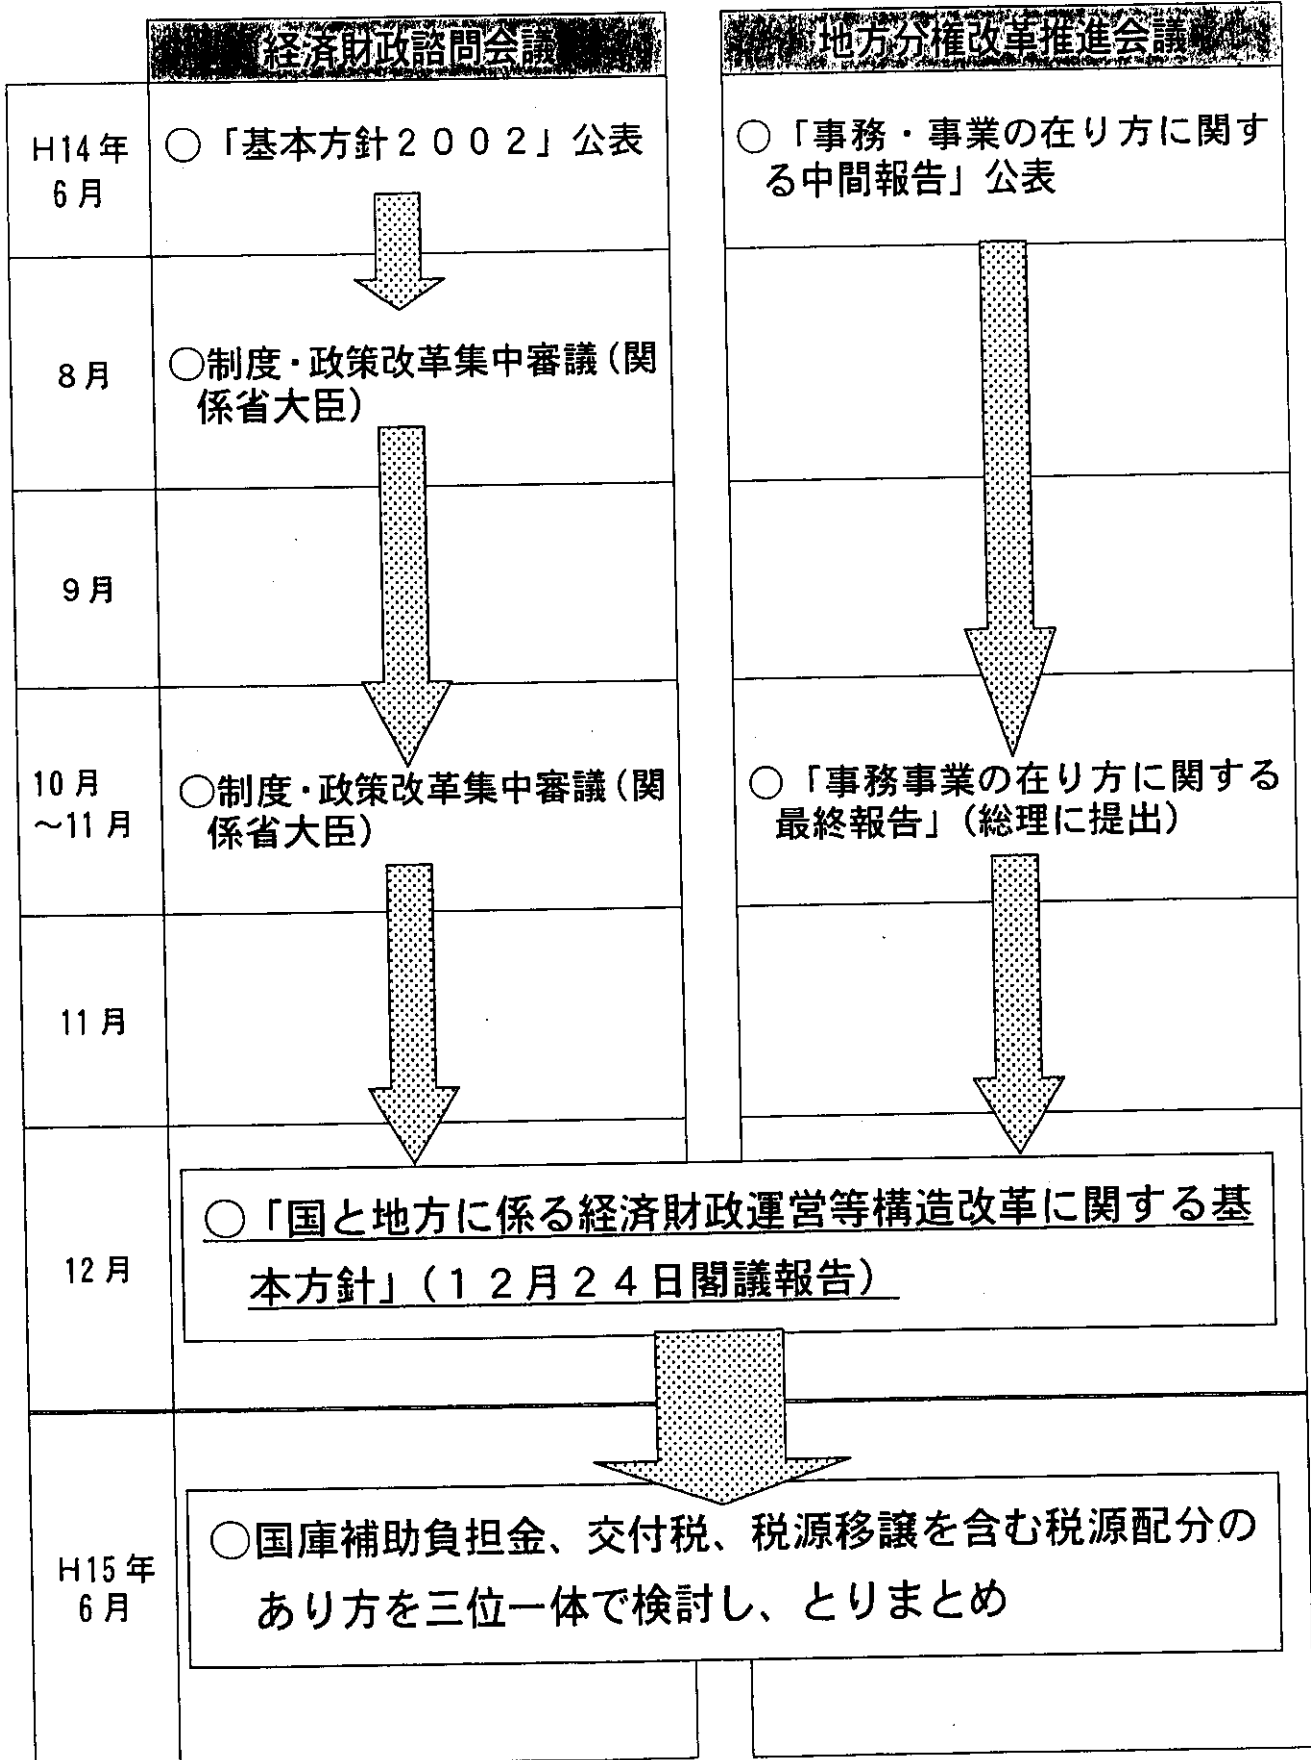 経済財政諮問会議
地方分権改革推進会議
H14年
6月
○「基本方針2002」公表
○「事務・事業の在り方に関す
る中間報告」公表
8月
○制度・政策改革集中審議(関
係省大臣)
9月
10月
~11月
○制度・政策改革集中審議(関
係省大臣)
○「事務事業の在り方に関する
最終報告」(総理に提出)
11月
12月
○「国と地方に係る経済財政運営等構造改革に関する基
本方針」(12月24日閣議報告)
H15年
6月
○国庫補助負担金、交付税、税源移譲を含む税源配分の
あり方を三位一体で検討し、とりまとめ